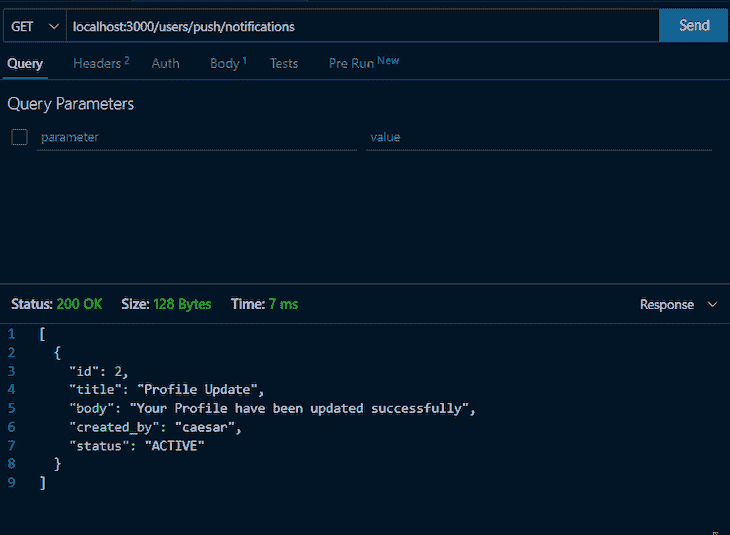 GET localhost:3000/users/push/notifications Send
Query Headers 2 Auth Body 1 Tests Pre Run New
Query Parameters
parameter value
Status: 200 OK Size: 128 Bytes Time: 7 ms Response
1 [
2 {
3 "id": 2,
4 "title": "Profile Update",
5 "body": "Your Profile have been updated successfully",
6 "created_by": "caesar",
7 "status": "ACTIVE"
8 }
9 ]